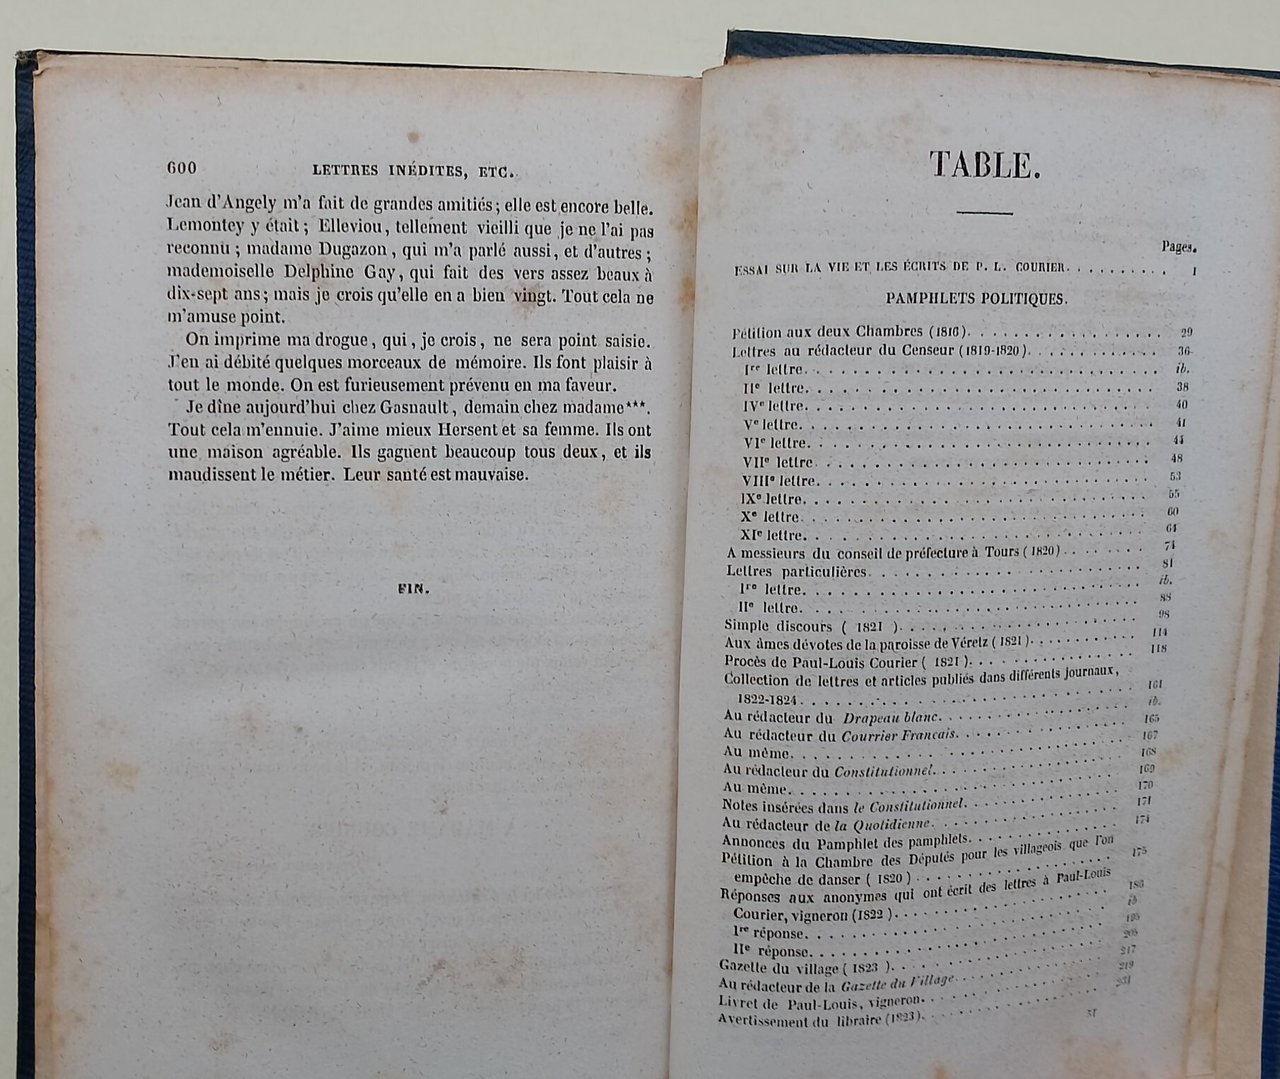 600 LETTRES INÉDITES, ETC.
Jean d'Angely m'a fait de grandes amitiés ; elle est encore belle.
Lemontey y était ; Elleviou, tellement vieilli que je ne l'ai pas
reconnu ; madame Dugazon, qui m'a parlé aussi, et d'autres ;
mademoiselle Delphine Gay, qui fait des vers assez beaux à
dix-sept ans ; mais je crois qu'elle en a bien vingt. Tout cela ne
m'amuse point.
On imprime ma drogue, qui, je crois, ne sera point saisie.
J'en ai débité quelques morceaux de mémoire. Ils font plaisir à
tout le monde. On est furieusement prévenu en ma faveur.
Je dîne aujourd'hui chez Gasnault, demain chez madame***.
Tout cela m'ennuie. J'aime mieux Hersent et sa femme. Ils ont
une maison agréable. Ils gagnent beaucoup tous deux, et ils
maudissent le métier. Leur santé est mauvaise.
FIN.
TABLE.
Pages.
ESSAI SUR LA VIE ET LES ÉCRITS DE P. L. COURIER. . . . . . . . . . 1
PAMPHLETS POLITIQUES.
Pétition aux deux Chambres (1816). . . . . . . . . . 29
Lettres au rédacteur du Censeur (1819-1820). . . . . . . . . . 36
Ire lettre. . . . . . . . . . ib.
IIe lettre. . . . . . . . . . 38
IVe lettre. . . . . . . . . . 40
Ve lettre. . . . . . . . . . 41
VIe lettre. . . . . . . . . . 44
VIIe lettre. . . . . . . . . . 48
VIIIe lettre. . . . . . . . . . 53
IXe lettre. . . . . . . . . . 55
Xe lettre. . . . . . . . . . 60
XIe lettre. . . . . . . . . . 64
A messieurs du conseil de préfecture à Tours (1820). . . . . . . . 74
Lettres particulières. . . . . . . . . . 81
Ire lettre. . . . . . . . . . ib.
IIe lettre. . . . . . . . . . 88
Simple discours ( 1821 ). . . . . . . . . . 98
Aux âmes dévotes de la paroisse de Véretz ( 1821 ). . . . . . . . . . 114
Procès de Paul-Louis Courier ( 1821 ). . . . . . . . . . 118
Collection de lettres et articles publiés dans différents journaux,
1822-1824. . . . . . . . . . 161
Au rédacteur du Drapeau blanc. . . . . . . . . . ib.
Au rédacteur du Courrier Francais. . . . . . . . . . 165
Au même. . . . . . . . . . 167
Au rédacteur du Constitutionnel. . . . . . . . . . 168
Au même. . . . . . . . . . 169
Notes insérées dans le Constitutionnel. . . . . . . . . . 170
Au rédacteur de la Quotidienne. . . . . . . . . . 171
Annonces du Pamphlet des pamphlets. . . . . . . . . . 174
Pétition à la Chambre des Députés pour les villageois que l'on
empêche de danser ( 1820 ) . . . . . . . . . . 175
Réponses aux anonymes qui ont écrit des lettres à Paul-Louis
Courier, vigneron (1822 ). . . . . . . . . .
Ire réponse. . . . . . . . . . ib
IIe réponse. . . . . . . . . .
Gazette du village ( 1823 ). . . . . . . . . .
Au rédacteur de la Gazette du Village. . . . . . . . . . 217
Livret de Paul-Louis, vigneron. . . . . . . . . . 219
Avertissement du libraire (1823). . . . . . . . . .
51